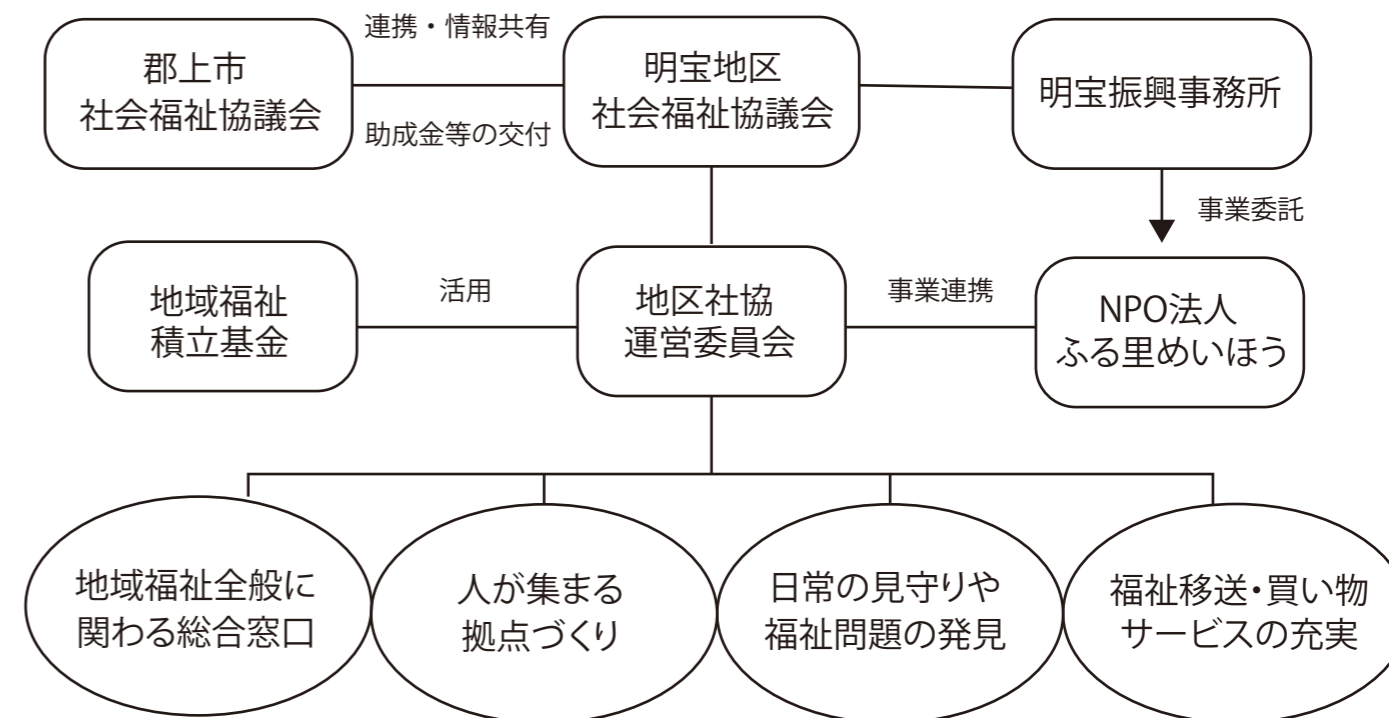 連携・情報共有
郡上市
社会福祉協議会
明宝地区
社会福祉協議会
明宝振興事務所
助成金等の交付
事業委託
地域福祉
積立基金
活用
地区社協
運営委員会
事業連携
NPO法人
ふる里めいほう
地域福祉全般に
関わる総合窓口
人が集まる
拠点づくり
日常の見守りや
福祉問題の発見
福祉移送・買い物
サービスの充実